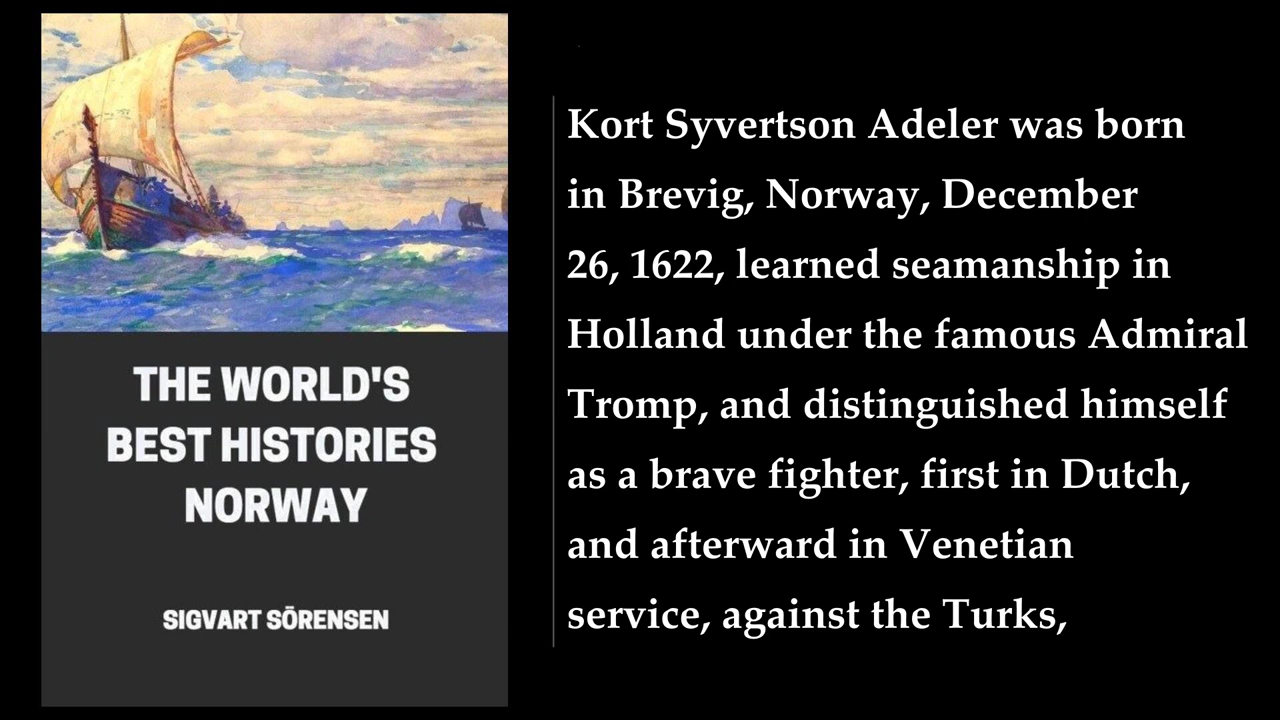 THE WORLD'S
BEST HISTORIES
NORWAY
SIGVART SÖRENSEN
Kort Syvertson Adeler was born
in Brevig, Norway, December
26, 1622, learned seamanship in
Holland under the famous Admiral
Tromp, and distinguished himself
as a brave fighter, first in Dutch,
and afterward in Venetian
service, against the Turks,